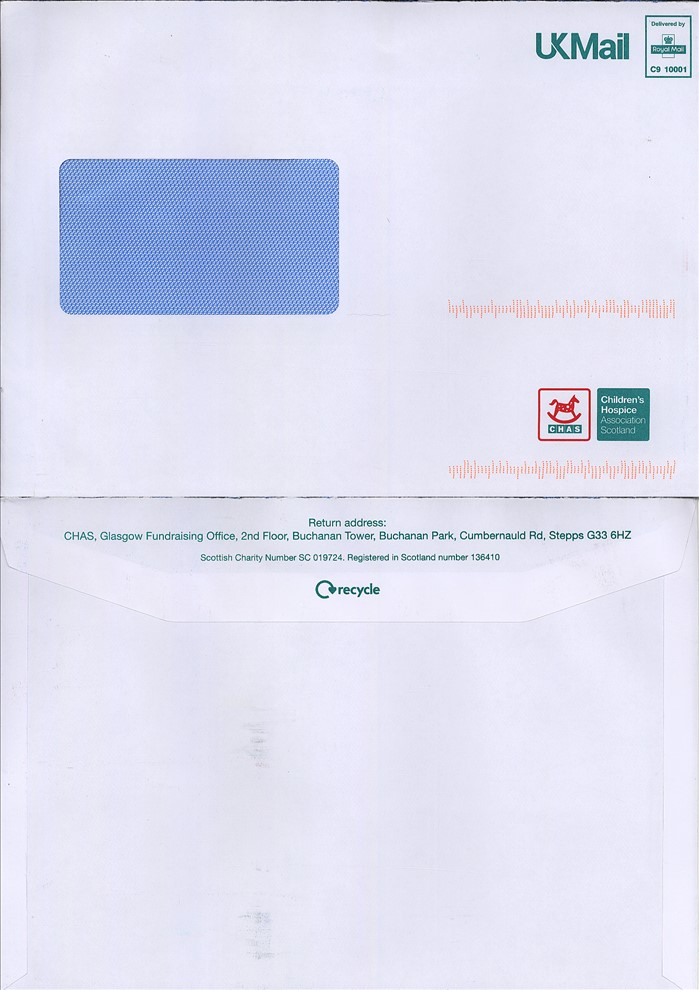 UKMail
Delivered by
Royal Mail
C9 10001
CHAS
Children's
Hospice
Association
Scotland
Return address:
CHAS, Glasgow Fundraising Office, 2nd Floor, Buchanan Tower, Buchanan Park, Cumbernauld Rd, Stepps G33 6HZ
Scottish Charity Number SC 019724. Registered in Scotland number 136410
recycle